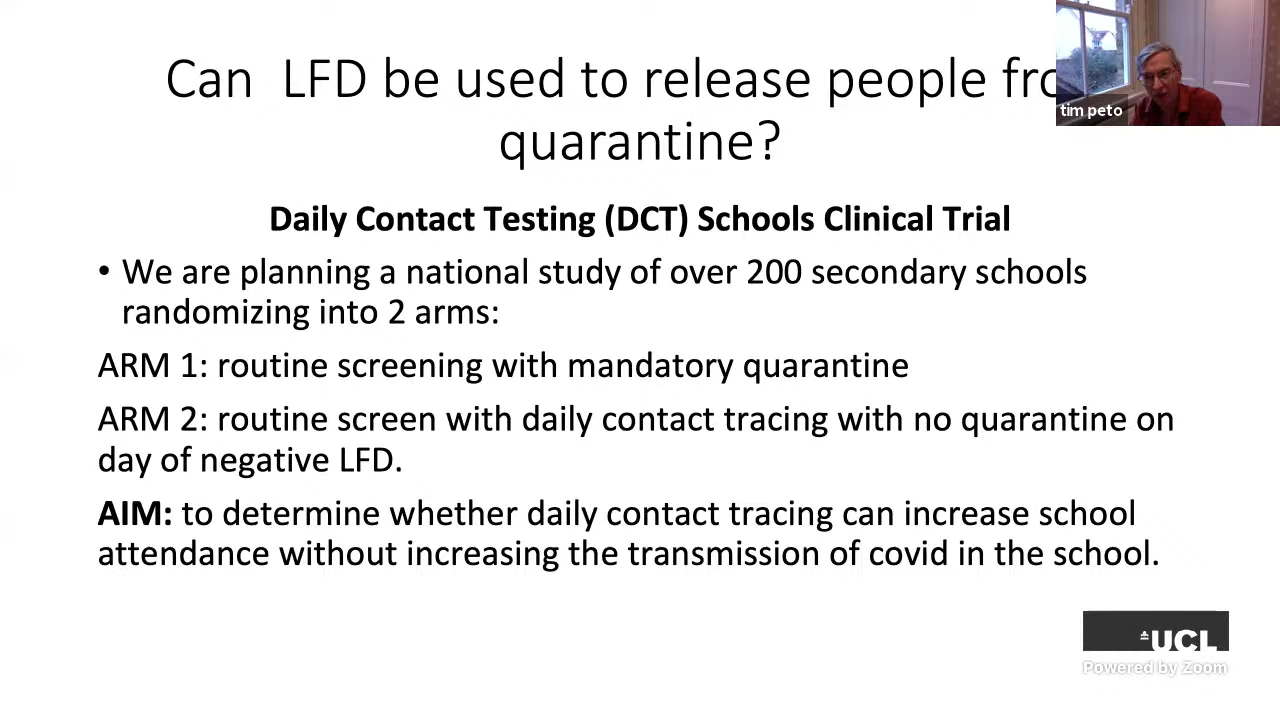 Can LFD be used to release people fro
quarantine?
tim peto
Daily Contact Testing (DCT) Schools Clinical Trial
• We are planning a national study of over 200 secondary schools
randomizing into 2 arms:
ARM 1: routine screening with mandatory quarantine
ARM 2: routine screen with daily contact tracing with no quarantine on
day of negative LFD.
AIM: to determine whether daily contact tracing can increase school
attendance without increasing the transmission of covid in the school.
UCL
Powered by Zoom